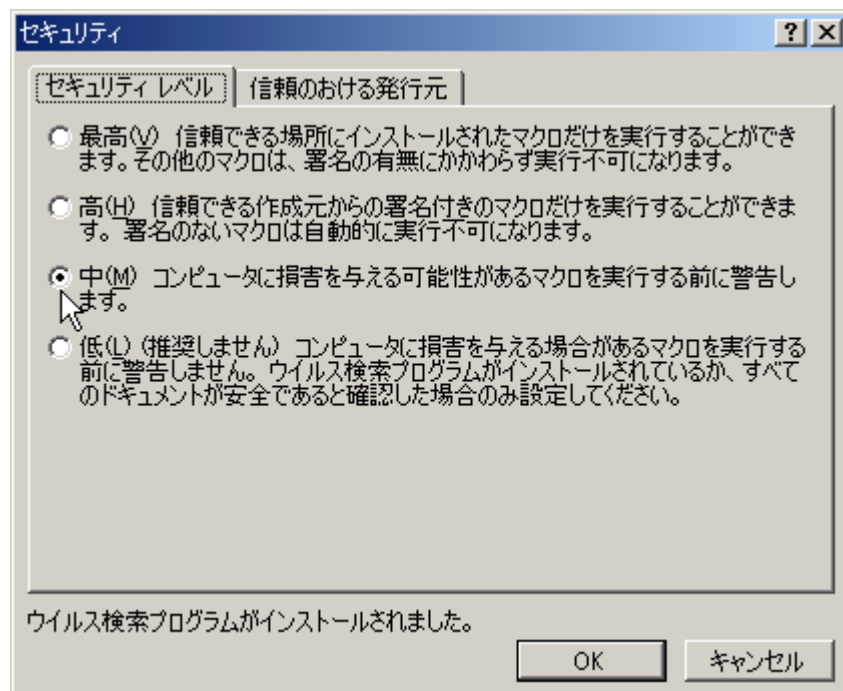 セキュリティ
セキュリティ レベル
信頼のおける発行元
最高(V) 信頼できる場所にインストールされたマクロだけを実行することができ
ます。その他のマクロは、署名の有無にかかわらず実行不可になります。
高(H) 信頼できる作成元からの署名付きのマクロだけを実行することができま
す。 署名のないマクロは自動的に実行不可になります。
中(M) コンピュータに損害を与える可能性があるマクロを実行する前に警告し
ます。
低(L) (推奨しません) コンピュータに損害を与える場合があるマクロを実行する
前に警告しません。ウイルス検索プログラムがインストールされているか、すべて
のドキュメントが安全であると確認した場合のみ設定してください。
ウイルス検索プログラムがインストールされました。
OK
キャンセル